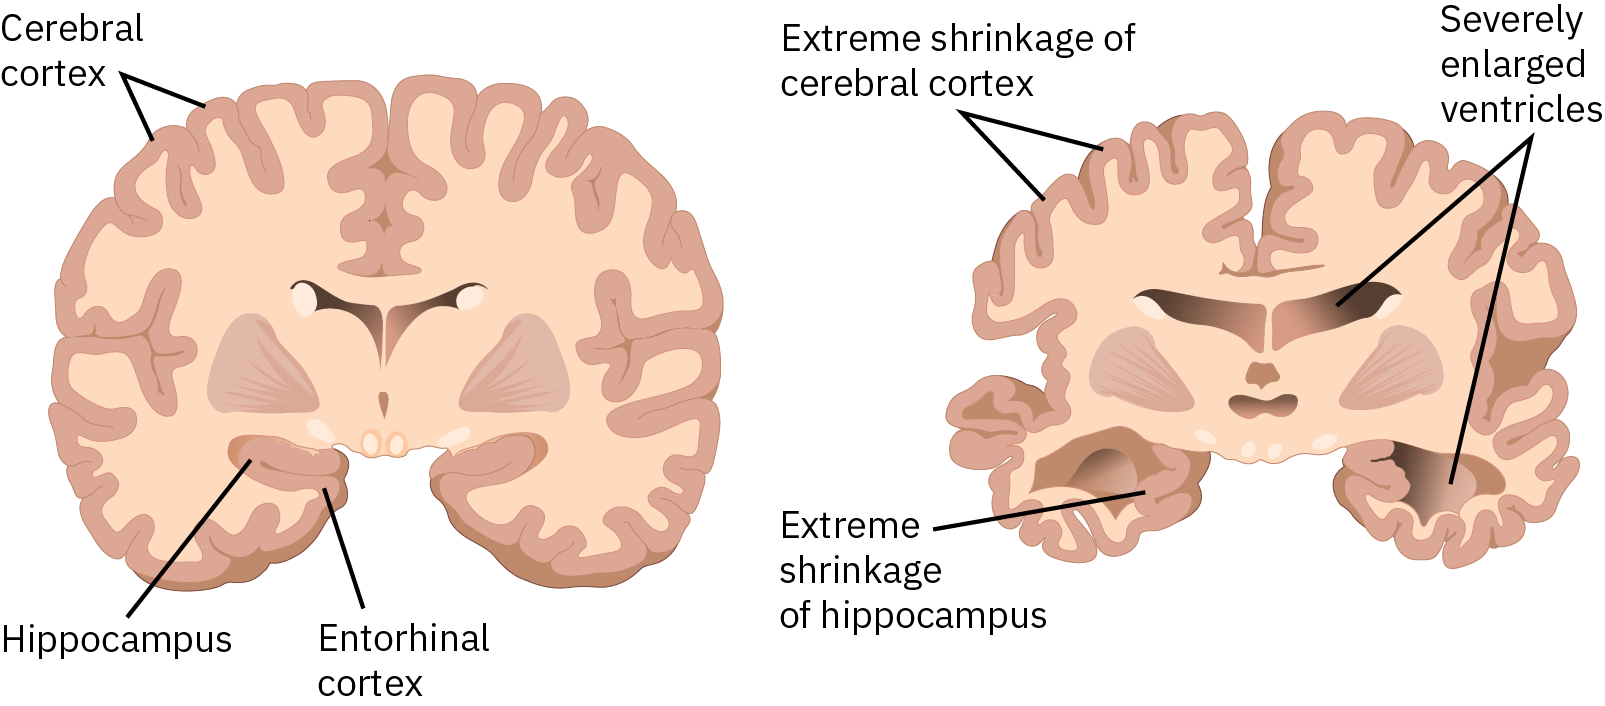 Cerebral
cortex
Hippocampus
Entorhinal
cortex
Extreme shrinkage of
cerebral cortex
Severely
enlarged
ventricles
Extreme
shrinkage
of hippocampus